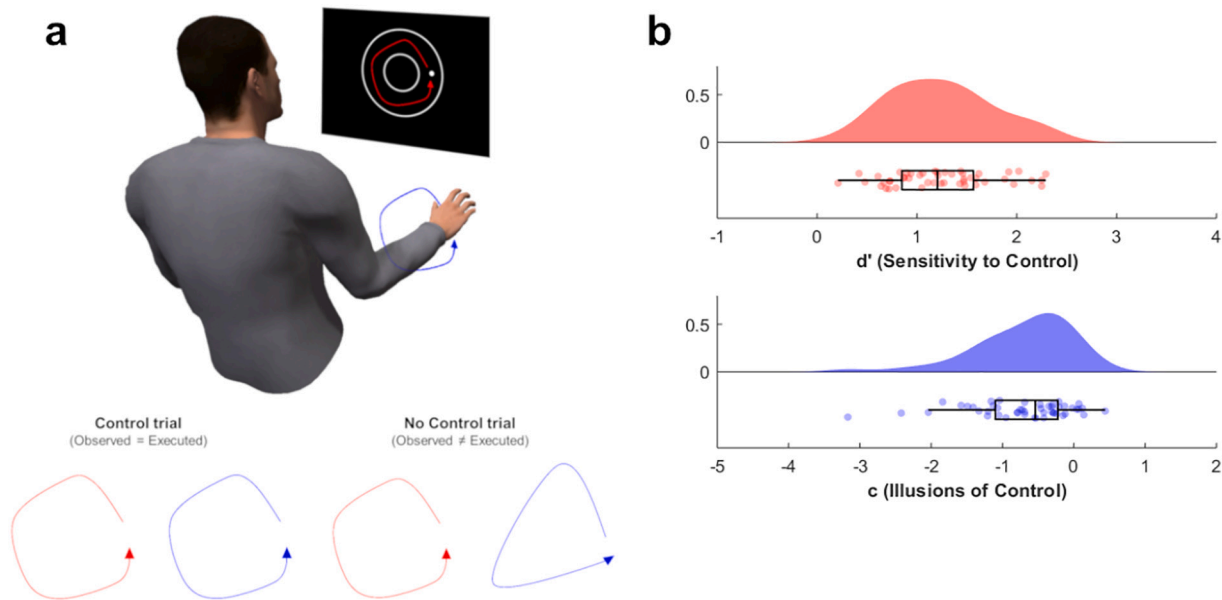 a
Control trial
(Observed = Executed)
No Control trial
(Observed ≠ Executed)
b
0.5
0
-1 0 1 2 3 4
d' (Sensitivity to Control)
0.5
0
-5 -4 -3 -2 -1 0 1 2
c (Illusions of Control)